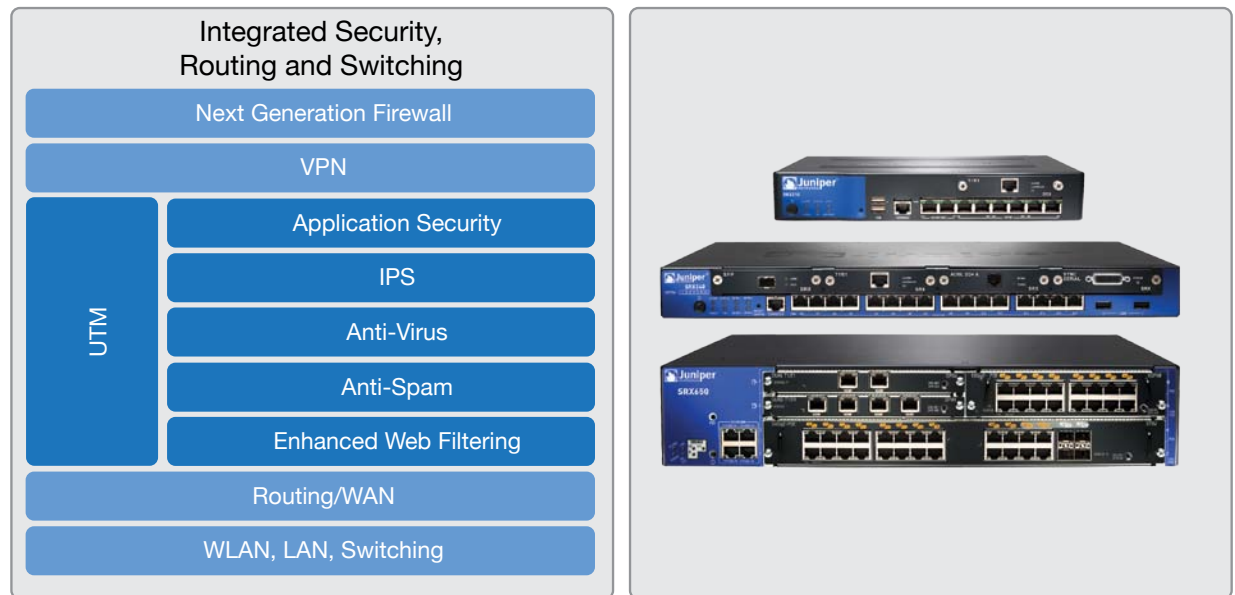 Integrated Security,
Routing and Switching
Next Generation Firewall
VPN
UTM
Application Security
IPS
Anti-Virus
Anti-Spam
Enhanced Web Filtering
Routing/WAN
WLAN, LAN, Switching
Juniper
Juniper
SRX240
Juniper
SRX650